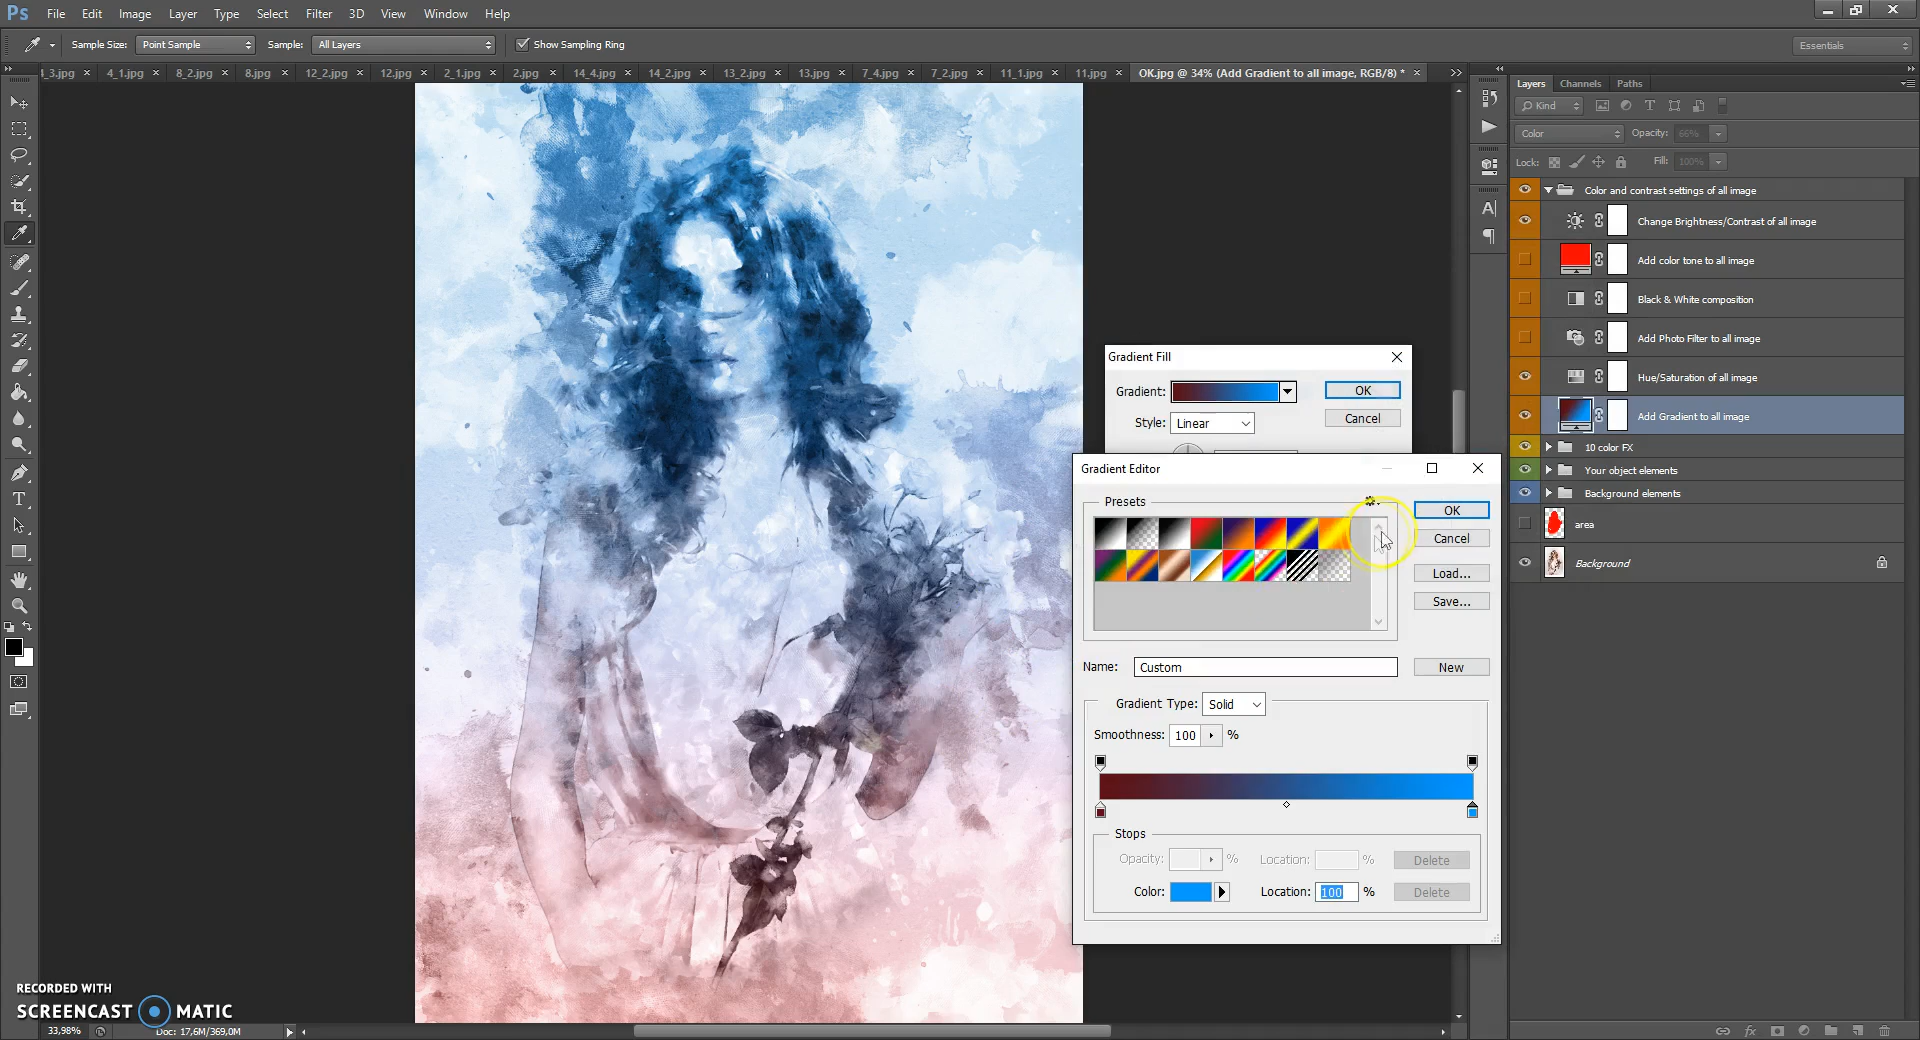 Ps File Edit Image Layer Type Select Filter 3D View Window Help
Sample Size: Point Sample Sample: All Layers Show Sampling Ring Essentials
4_3.jpg × 4_1.jpg × 8_2.jpg × 8.jpg × 12_2.jpg × 12.jpg × 2_1.jpg × 2.jpg × 14_4.jpg × 14_2.jpg × 13_2.jpg × 13.jpg × 7_4.jpg × 7_2.jpg × 11_1.jpg × 11.jpg × OK.jpg @ 34% (Add Gradient to all image, RGB/8) * ×
Layers Channels Paths
Kind
Color Opacity: 66%
Lock: Fill: 100%
Color and contrast settings of all image
Change Brightness/Contrast of all image
Add color tone to all image
Black & White composition
Add Photo Filter to all image
Hue/Saturation of all image
Add Gradient to all image
10 color FX
Your object elements
Background elements
area
Background
Gradient Fill
Gradient: OK
Style: Linear Cancel
Gradient Editor
Presets
OK
Cancel
Load...
Save...
Name: Custom New
Gradient Type: Solid
Smoothness: 100 %
Stops
Opacity: % Location: % Delete
Color: Location: 100 % Delete
RECORDED WITH
SCREENCAST MATIC
33,98% Doc: 17,6M/369,0M